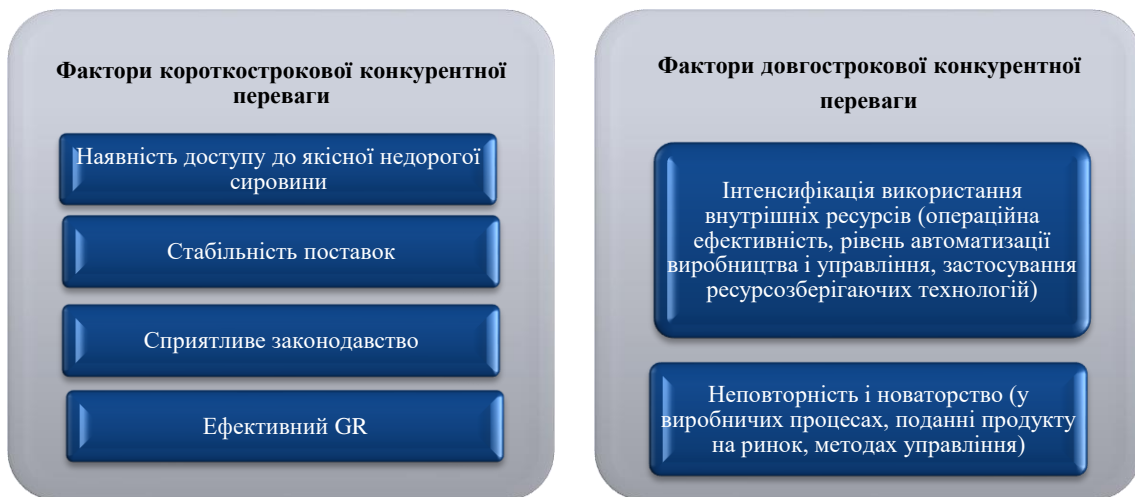 Фактори короткострокової конкурентної
переваги
Наявність доступу до якісної недорогої
сировини
Стабільність поставок
Сприятливе законодавство
Ефективний GR
Фактори довгострокової конкурентної
переваги
Інтенсифікація використання
внутрішніх ресурсів (операційна
ефективність, рівень автоматизації
виробництва і управління, застосування
ресурсозберігаючих технологій)
Неповторність і новаторство (у
виробничих процесах, поданні продукту
на ринок, методах управління)